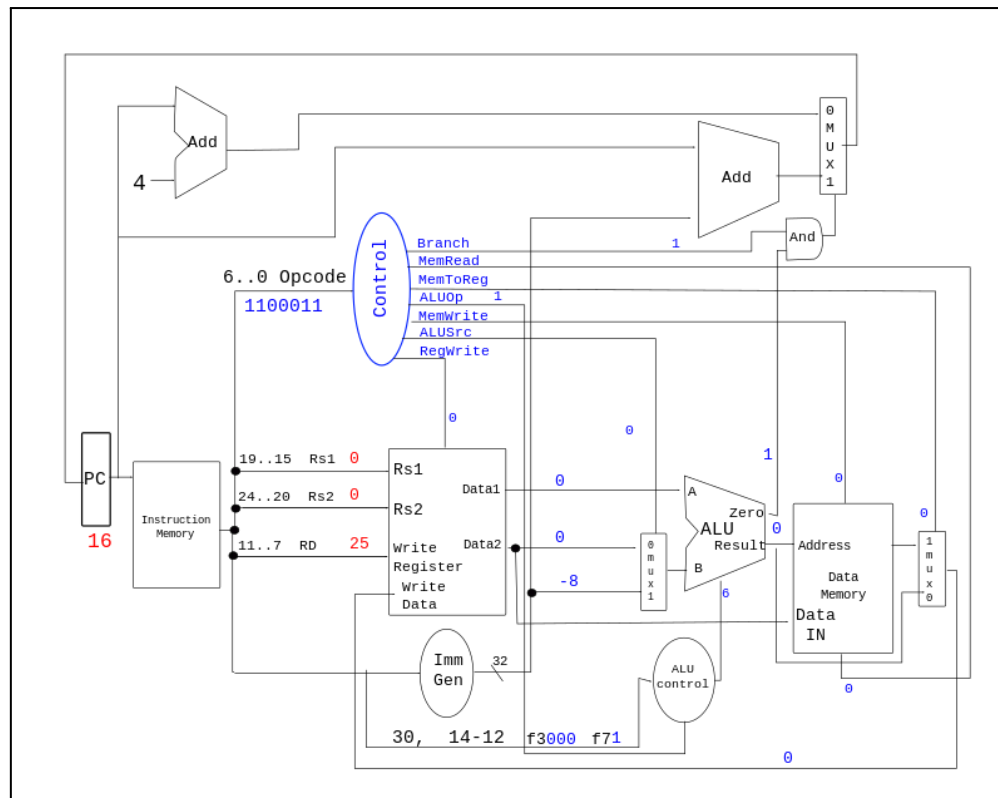 0
M
U
X
1
Add
4
Add
And
Branch
1
MemRead
6..0 Opcode
MemToReg
1100011
Control
ALUOp
1
MemWrite
ALUSrc
RegWrite
0
0
1
PC
16
Instruction
Memory
19..15 Rs1 0
24..20 Rs2 0
11..7 RD 25
Rs1
Rs2
Write
Register
Write
Data
Data1
Data2
0
0
-8
0
m
u
x
1
A
B
ALU
Zero
Result
0
6
0
Address
Data
Memory
Data
IN
0
0
1
m
u
x
0
Imm
Gen
32
ALU
control
30, 14-12 f3000 f71
0